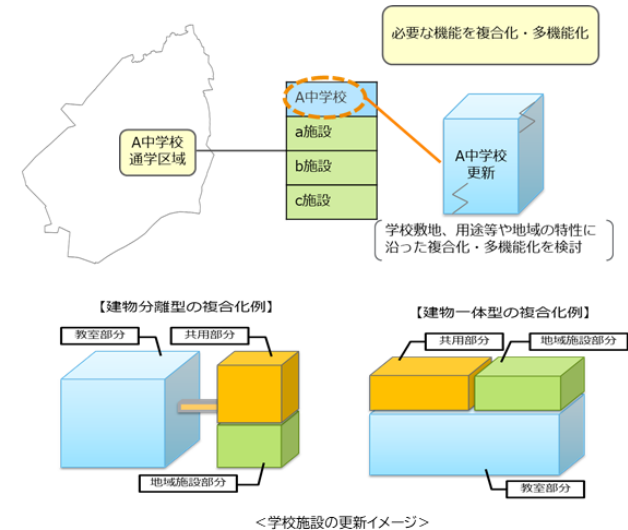 必要な機能を複合化・多機能化
A中学校
a施設
b施設
c施設
A中学校
通学区域
A中学校
更新
学校敷地、用途等や地域の特性に
沿った複合化・多機能化を検討
【建物分離型の複合化例】
教室部分
共用部分
地域施設部分
【建物一体型の複合化例】
共用部分
地域施設部分
教室部分
＜学校施設の更新イメージ＞